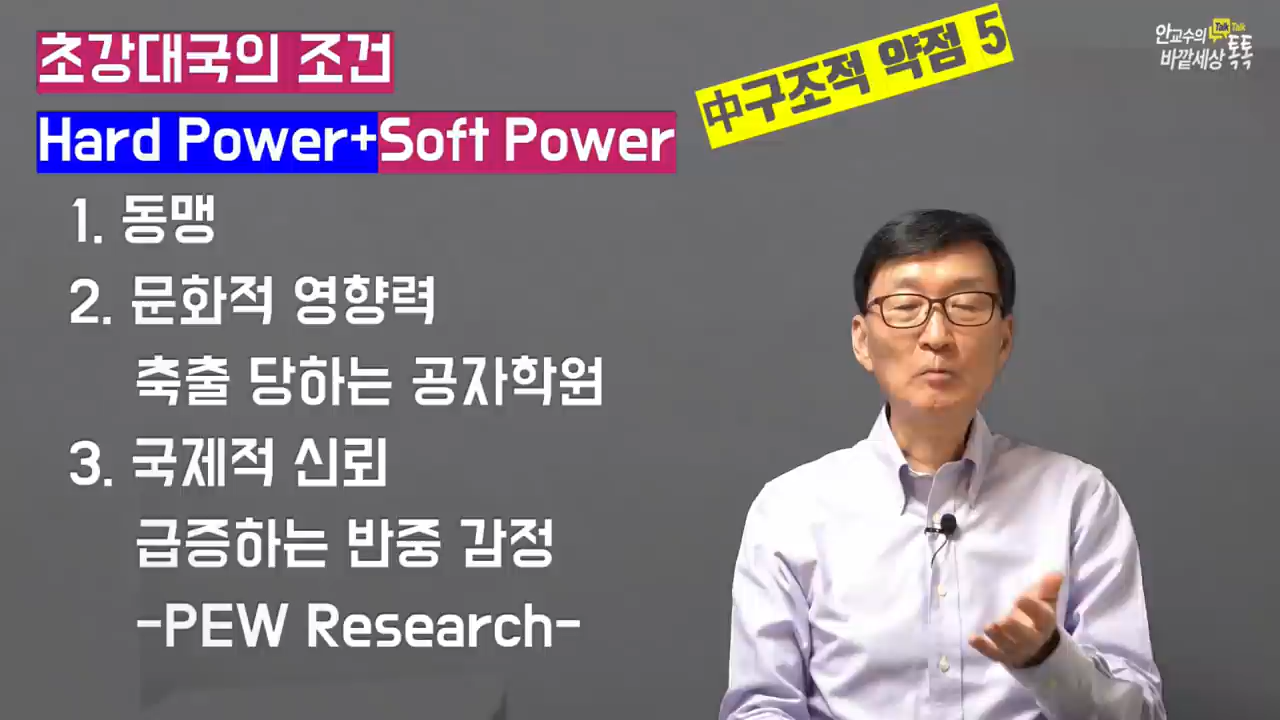 초강대국의 조건
中구조적 약점 5
안교수의 Talk Talk
바깥세상 톡톡
Hard Power+Soft Power
1. 동맹
2. 문화적 영향력
축출 당하는 공자학원
3. 국제적 신뢰
급증하는 반중 감정
-PEW Research-